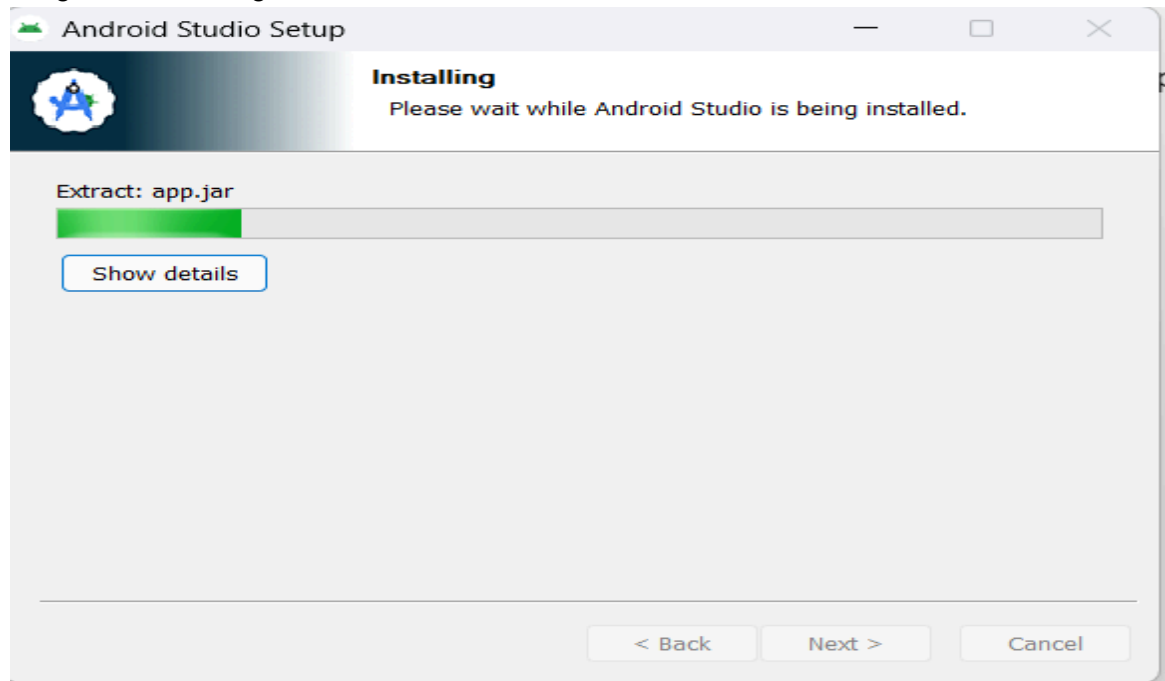 Android Studio Setup
Installing
Please wait while Android Studio is being installed.
Extract: app.jar
Show details
< Back
Next >
Cancel